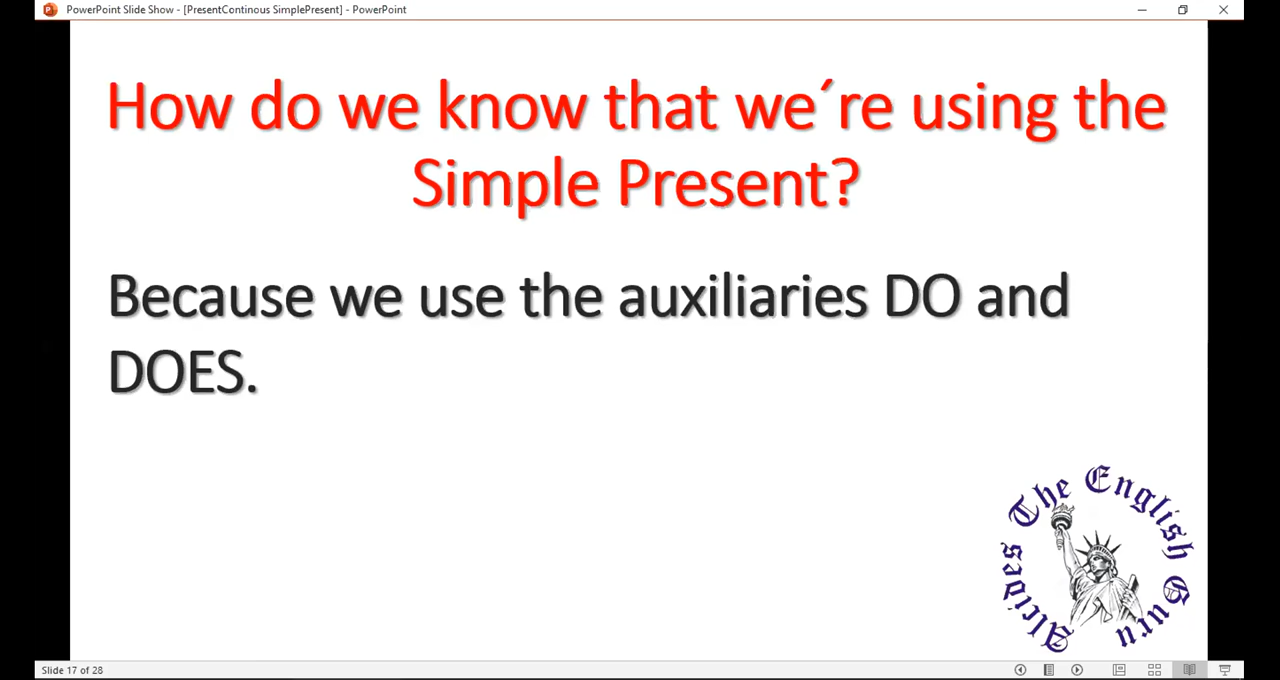 PowerPoint Slide Show - [PresentContinous SimplePresent] - PowerPoint
How do we know that we´re using the
Simple Present?
Because we use the auxiliaries DO and
DOES.
Alcides The English Guru
Slide 17 of 28